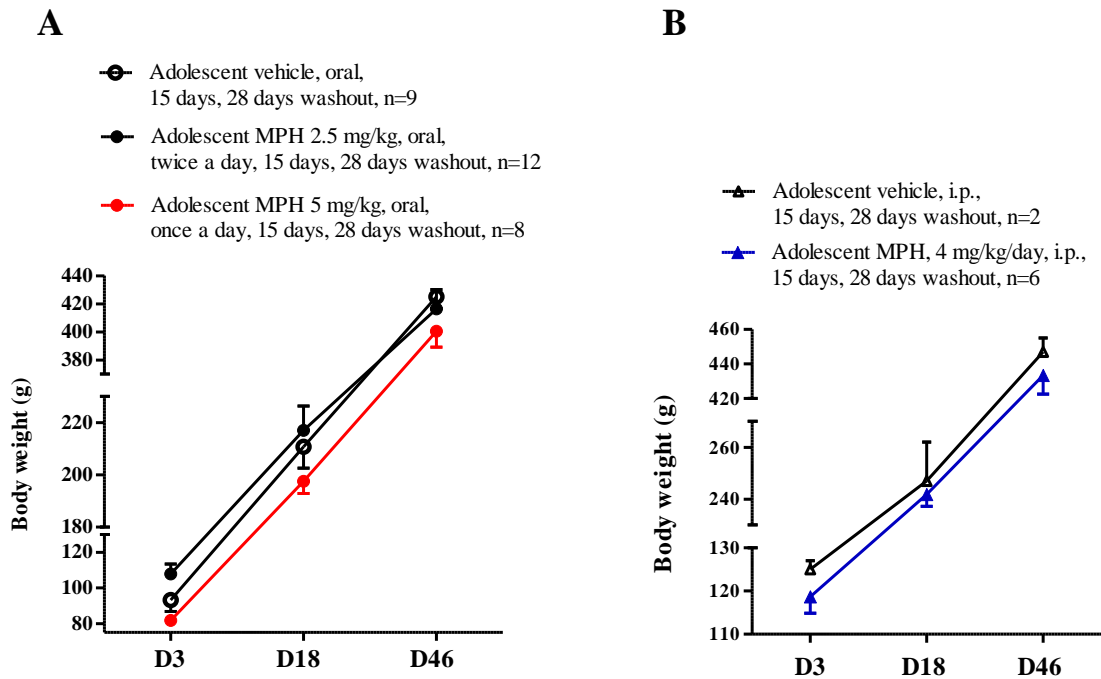 A
Adolescent vehicle, oral,
15 days, 28 days washout, n=9
Adolescent MPH 2.5 mg/kg, oral,
twice a day, 15 days, 28 days washout, n=12
Adolescent MPH 5 mg/kg, oral,
once a day, 15 days, 28 days washout, n=8
440
420
400
380
220
200
180
100
120
80
Body weight (g)
D3
D18
D46
B
Adolescent vehicle, i.p.,
15 days, 28 days washout, n=2
Adolescent MPH, 4 mg/kg/day, i.p.,
15 days, 28 days washout, n=6
460
440
420
260
240
130
120
110
Body weight (g)
D3
D18
D46